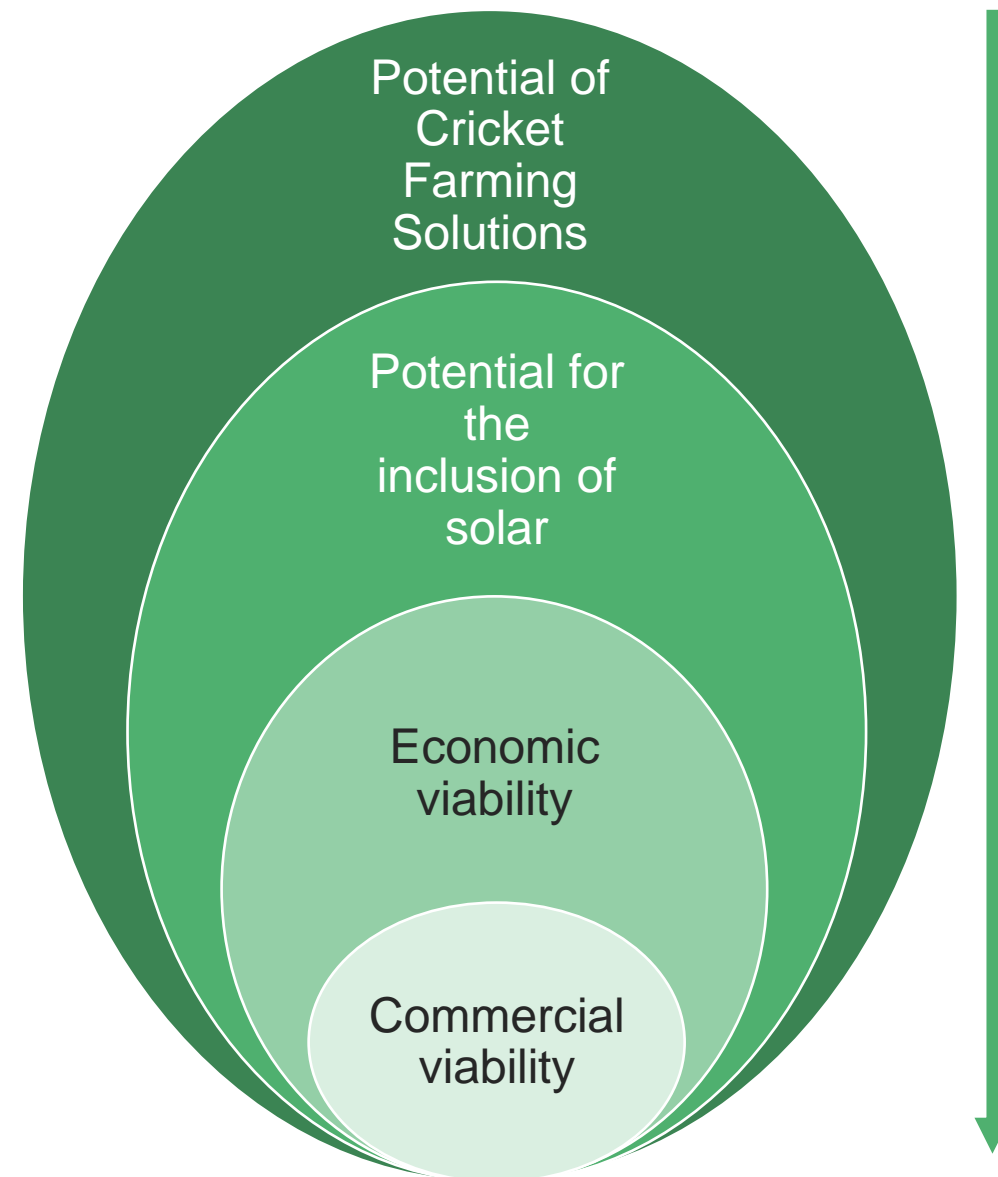 Potential of
Cricket
Farming
Solutions
Potential for
the
inclusion of
solar
Economic
viability
Commercial
viability